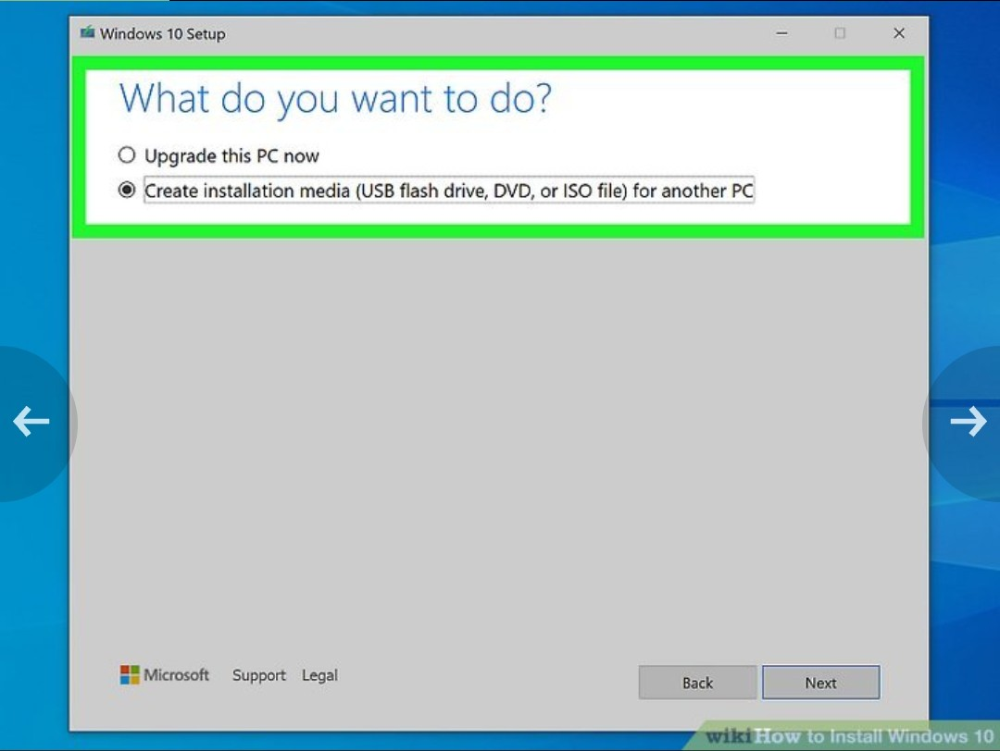 Windows 10 Setup
What do you want to do?
Upgrade this PC now
Create installation media (USB flash drive, DVD, or ISO file) for another PC
Microsoft Support Legal
Back Next
wikiHow to Install Windows 10